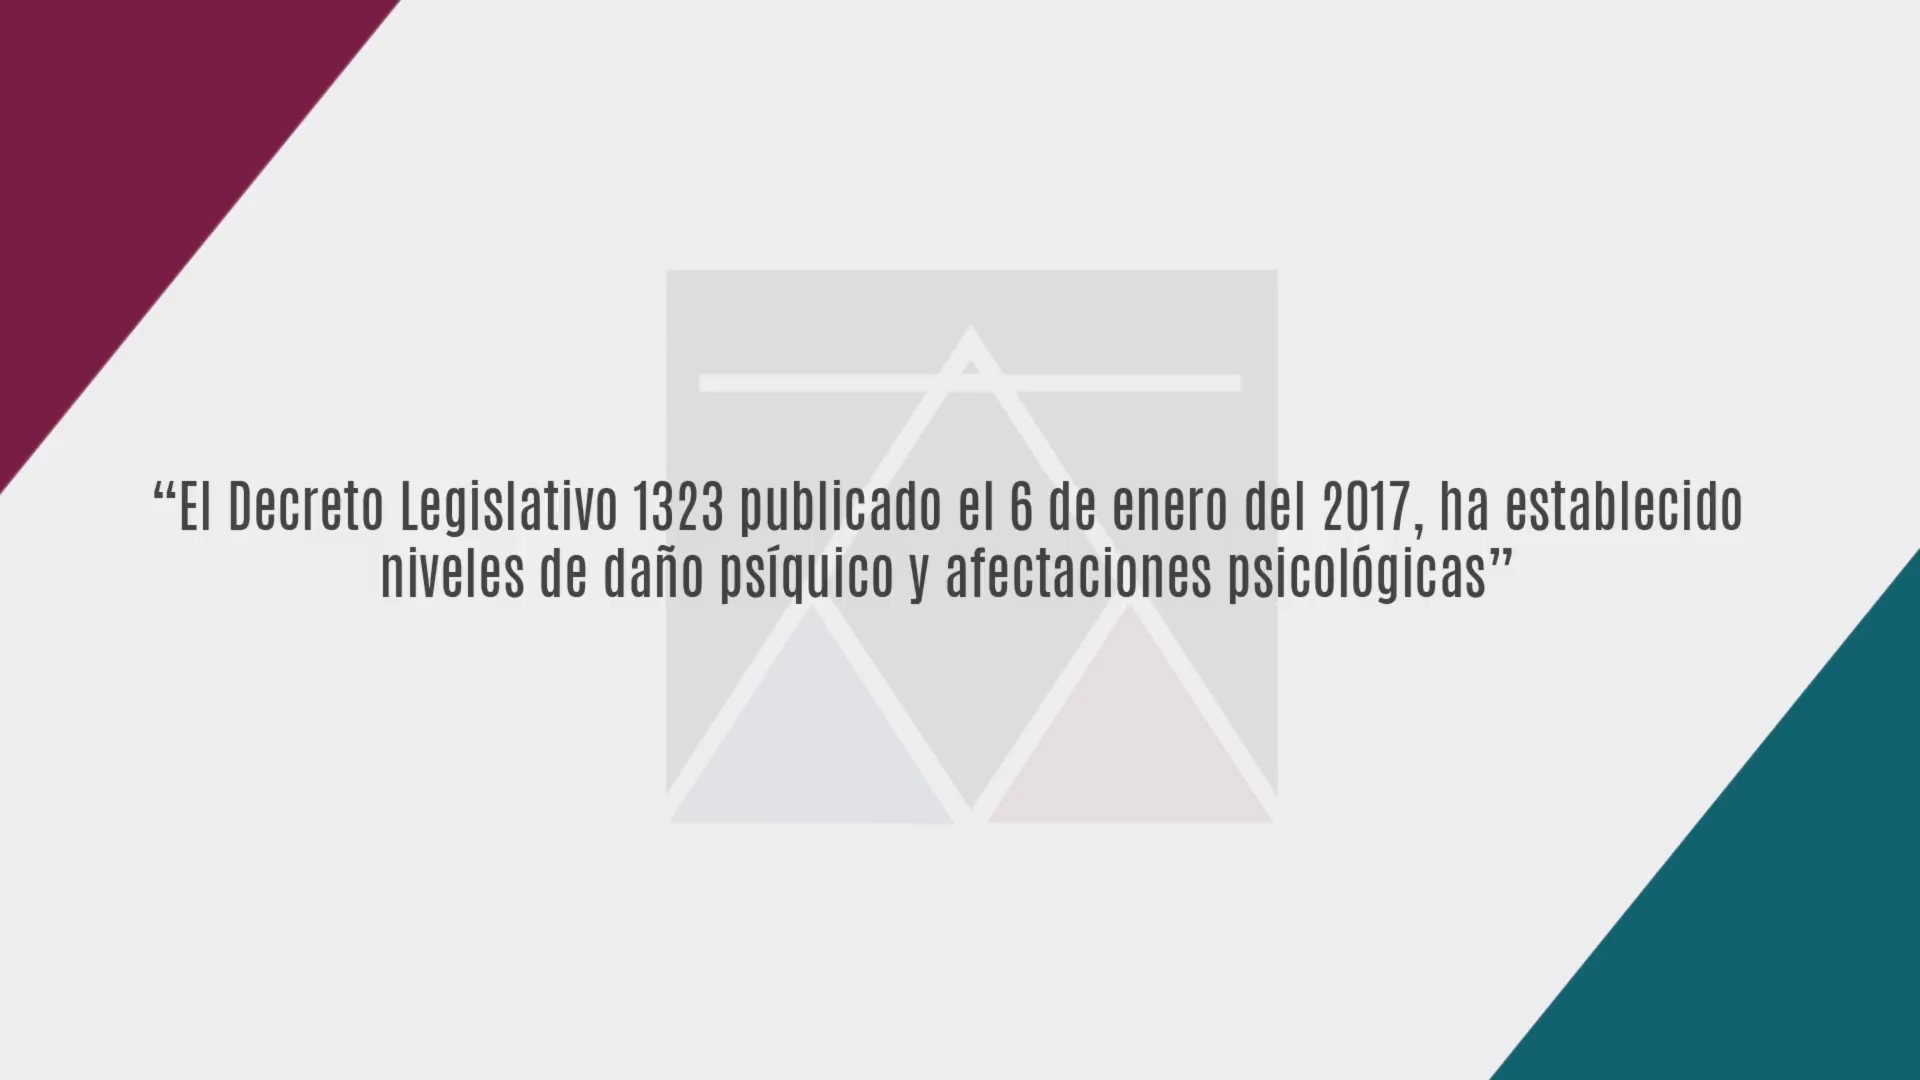 “El Decreto Legislativo 1323 publicado el 6 de enero del 2017, ha establecido
niveles de daño psíquico y afectaciones psicológicas”